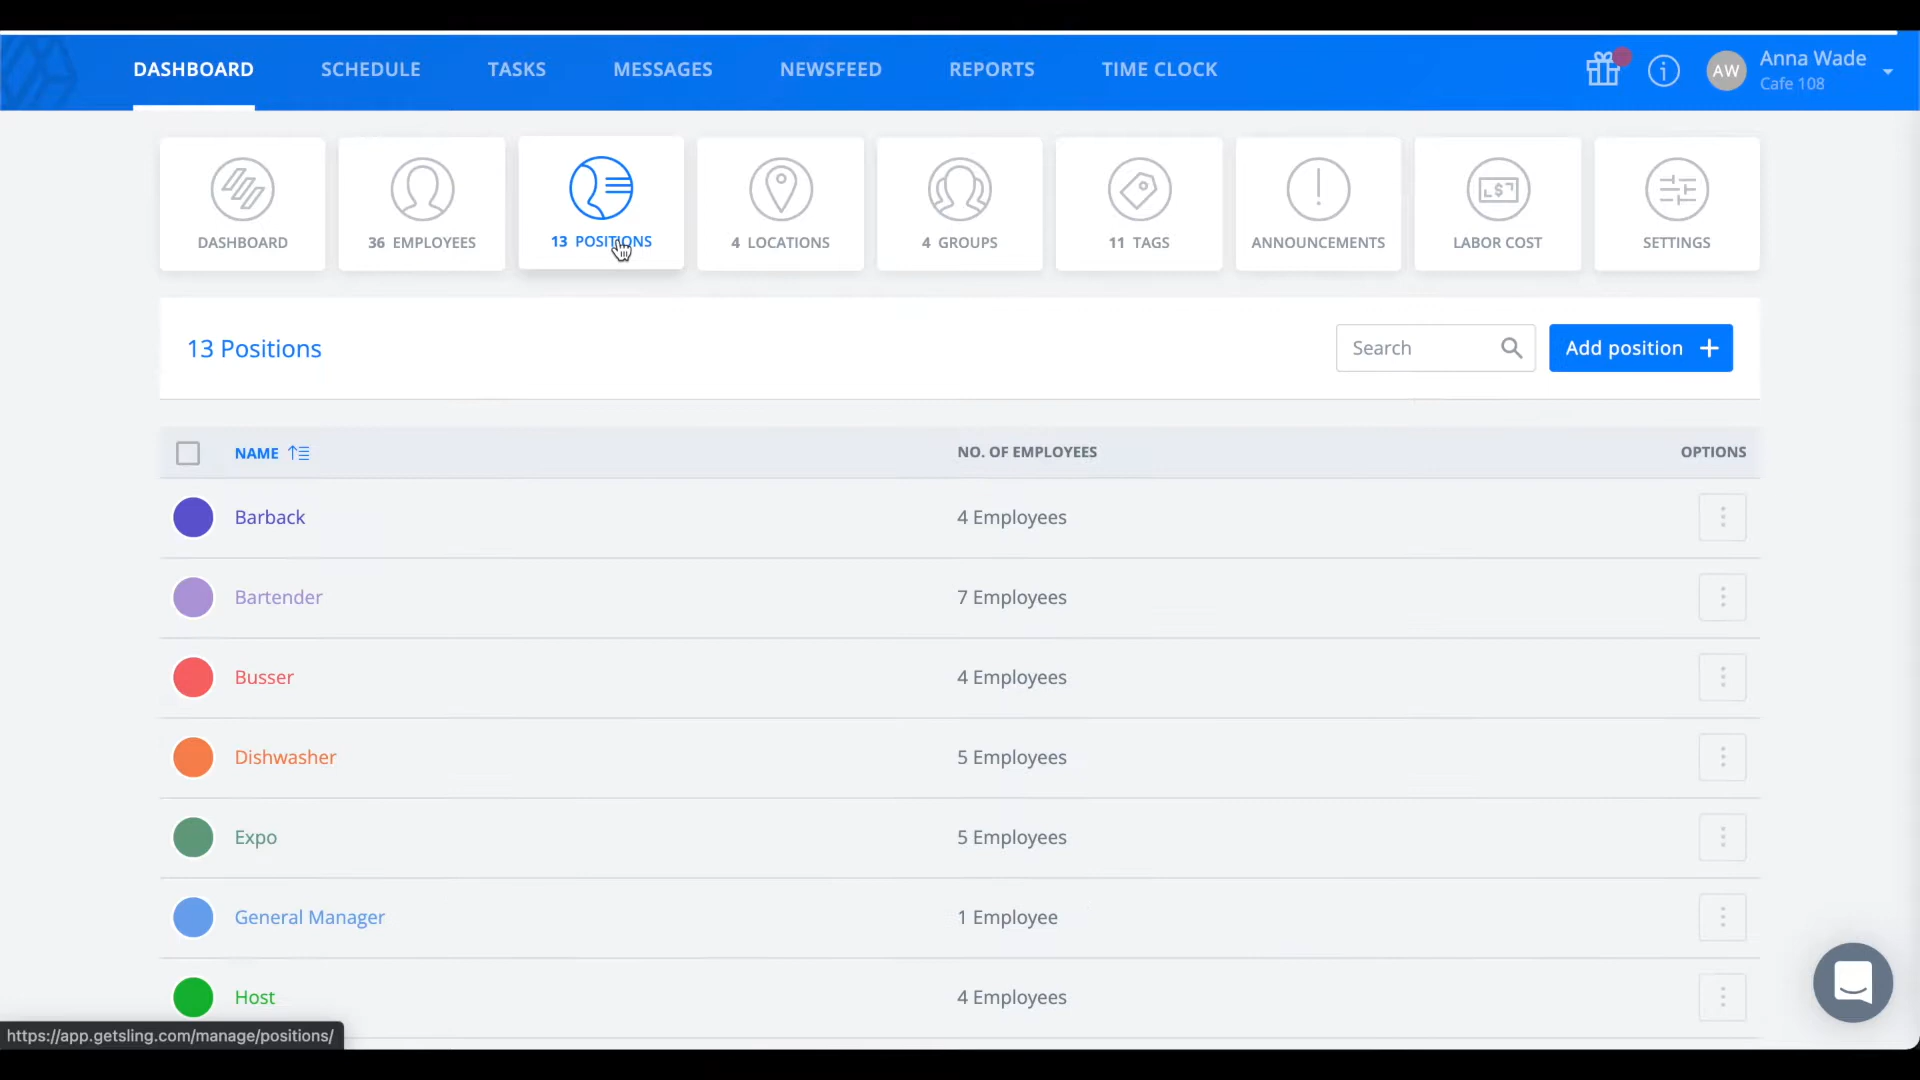 DASHBOARD SCHEDULE TASKS MESSAGES NEWSFEED REPORTS TIME CLOCK
AW
Anna Wade
Cafe 108
DASHBOARD
36 EMPLOYEES
13 POSITIONS
4 LOCATIONS
4 GROUPS
11 TAGS
ANNOUNCEMENTS
LABOR COST
SETTINGS
13 Positions
Search
Add position +
NAME NO. OF EMPLOYEES OPTIONS
Barback 4 Employees
Bartender 7 Employees
Busser 4 Employees
Dishwasher 5 Employees
Expo 5 Employees
General Manager 1 Employee
Host 4 Employees
https://app.getsling.com/manage/positions/